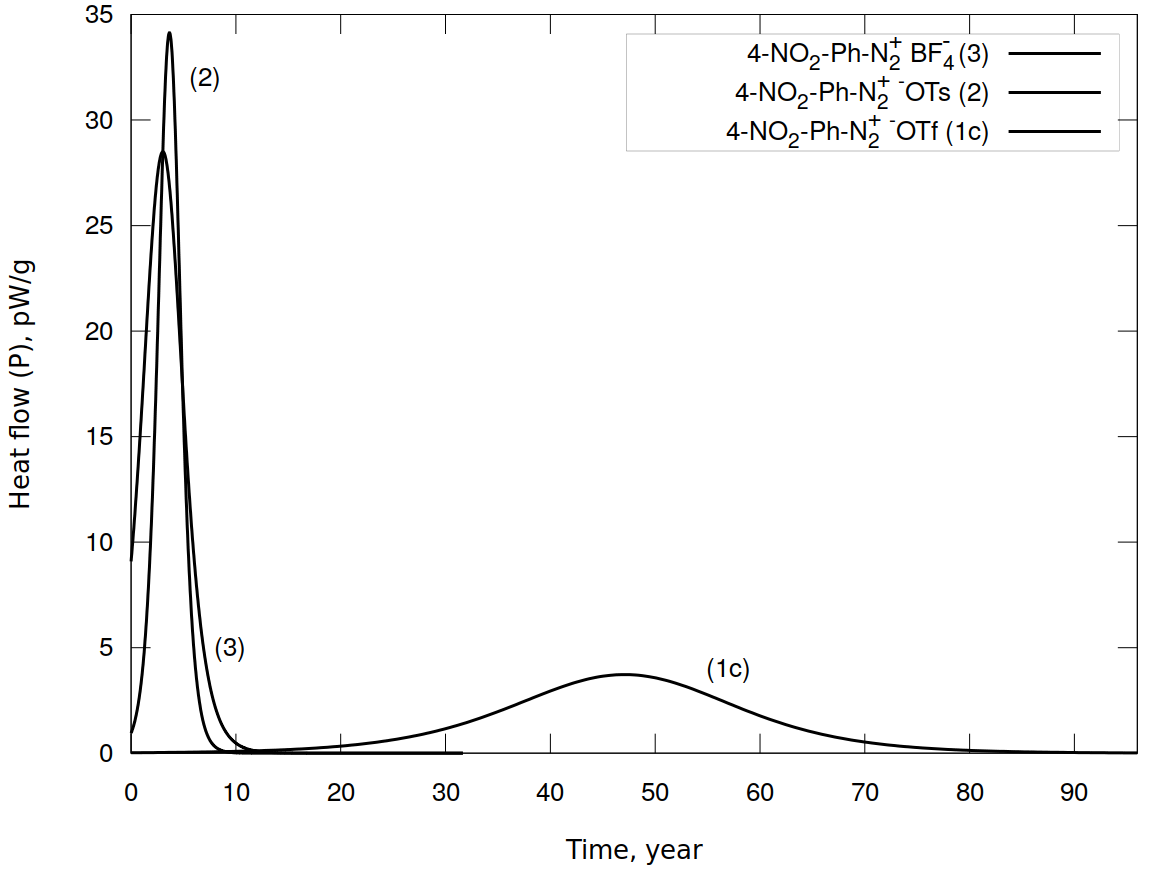 35
30
25
20
15
10
5
0
Heat flow (P), pW/g
4-NO₂-Ph-N₂⁺ BF₄⁻ (3)
4-NO₂-Ph-N₂⁺ ⁻OTs (2)
4-NO₂-Ph-N₂⁺ ⁻OTf (1c)
(2)
(3)
(1c)
0 10 20 30 40 50 60 70 80 90
Time, year